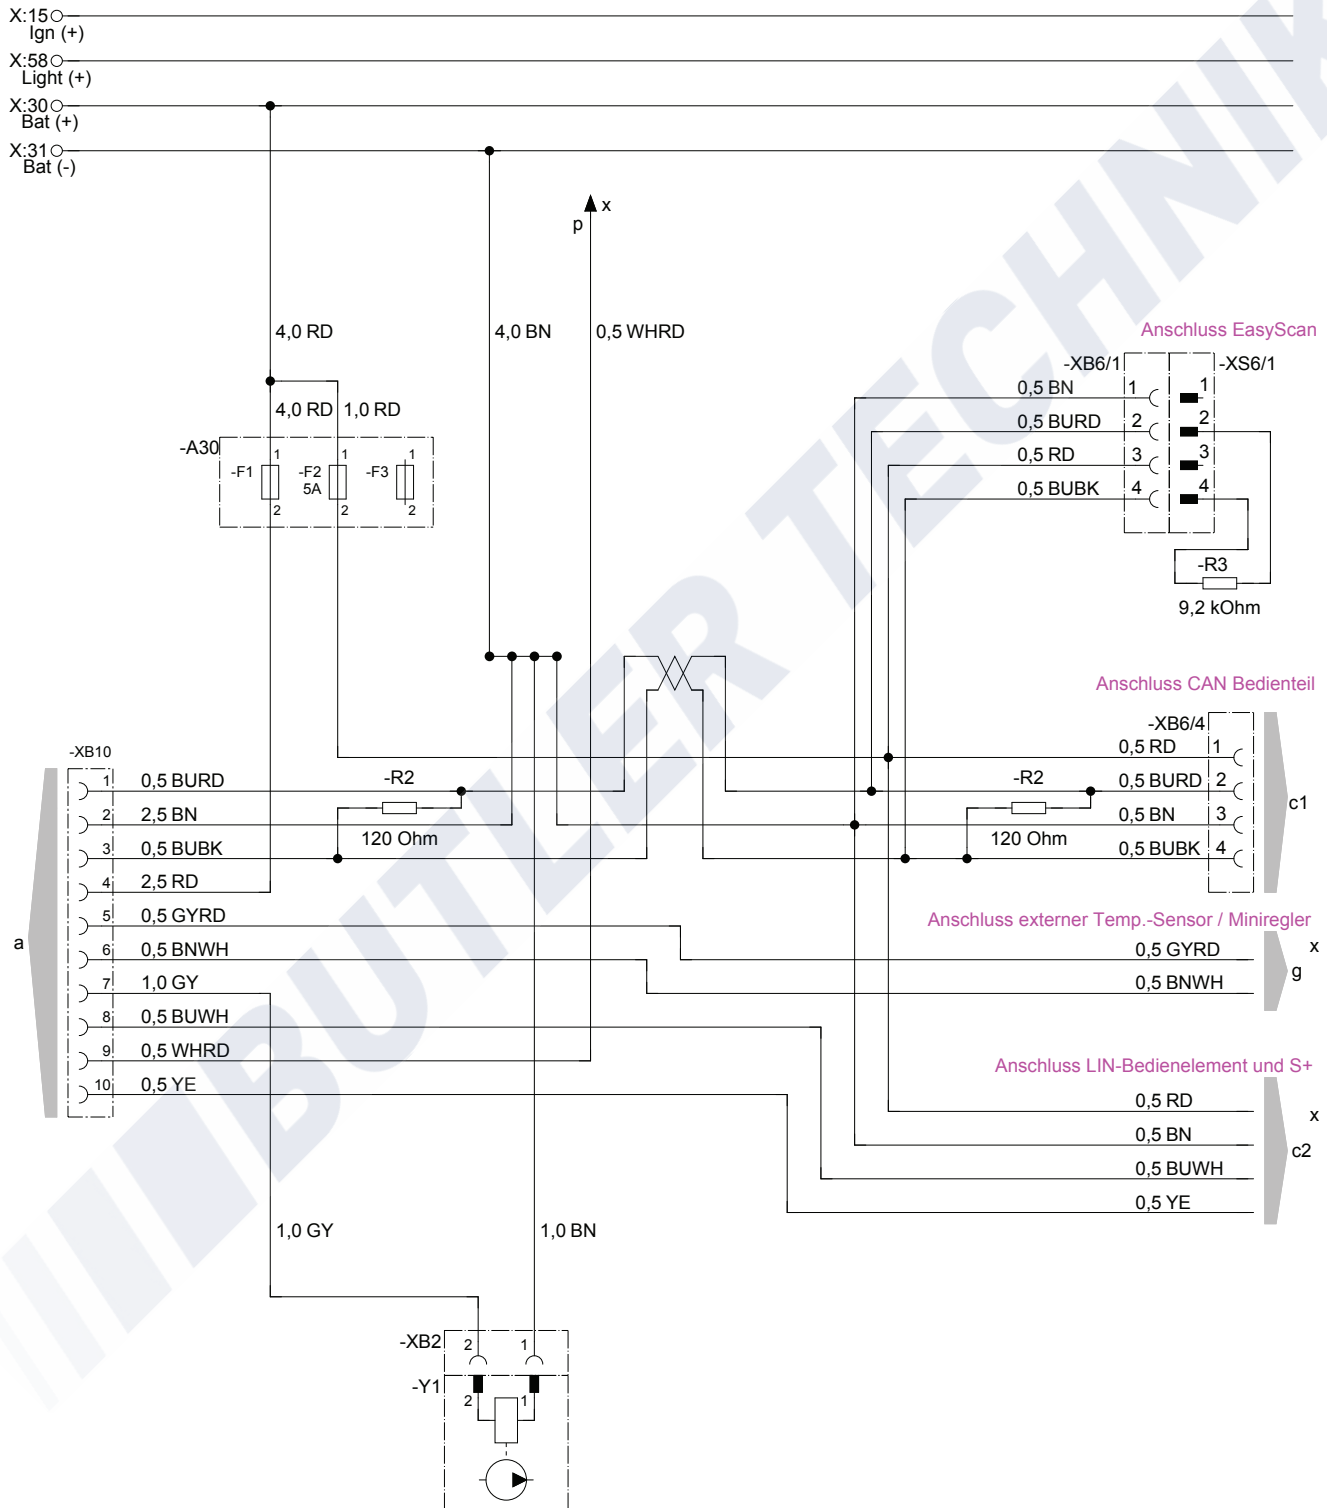 X:15
Ign (+)
X:58
Light (+)
X:30
Bat (+)
X:31
Bat (-)
x
p
4,0 RD
4,0 BN
0,5 WHRD
4,0 RD
1,0 RD
-A30
-F1
1
2
-F2
5A
1
2
-F3
1
2
Anschluss EasyScan
-XB6/1
-XS6/1
0,5 BN
1
1
0,5 BURD
2
2
0,5 RD
3
3
0,5 BUBK
4
4
-R3
9,2 kOhm
Anschluss CAN Bedienteil
-XB6/4
0,5 RD
1
0,5 BURD
2
0,5 BN
3
0,5 BUBK
4
c1
-R2
120 Ohm
-R2
120 Ohm
-XB10
a
1
0,5 BURD
2
2,5 BN
3
0,5 BUBK
4
2,5 RD
5
0,5 GYRD
6
0,5 BNWH
7
1,0 GY
8
0,5 BUWH
9
0,5 WHRD
10
0,5 YE
Anschluss externer Temp.-Sensor / Miniregler
0,5 GYRD
x
0,5 BNWH
g
Anschluss LIN-Bedienelement und S+
0,5 RD
x
0,5 BN
c2
0,5 BUWH
0,5 YE
1,0 GY
1,0 BN
-XB2
2
1
-Y1
2
1
BUTLER TECHNIK